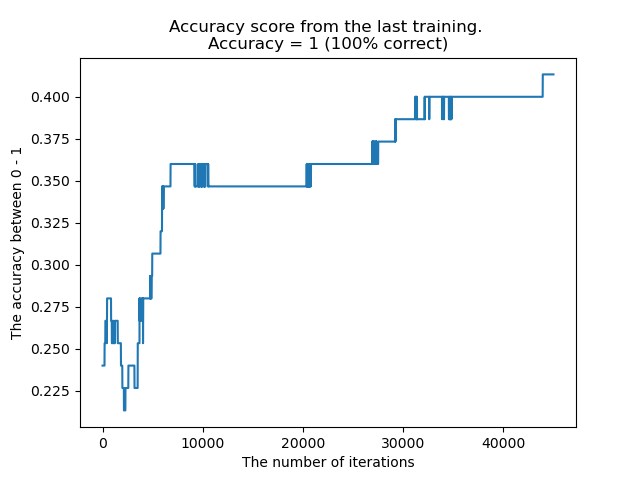 Accuracy score from the last training.
Accuracy = 1 (100% correct)
The accuracy between 0 - 1
0.400
0.375
0.350
0.325
0.300
0.275
0.250
0.225
0 10000 20000 30000 40000
The number of iterations